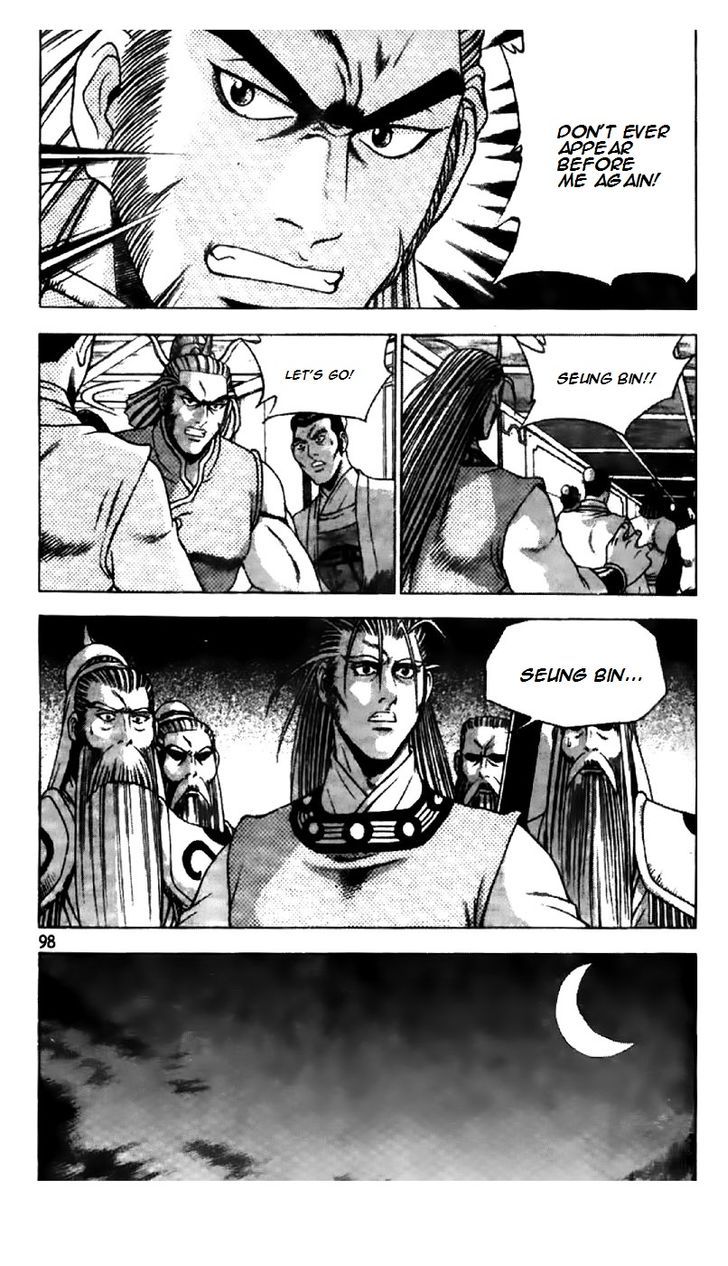 DON'T EVER
APPEAR
BEFORE
ME AGAIN!
LET'S GO!
SEUNG BIN!!
SEUNG BIN...
98